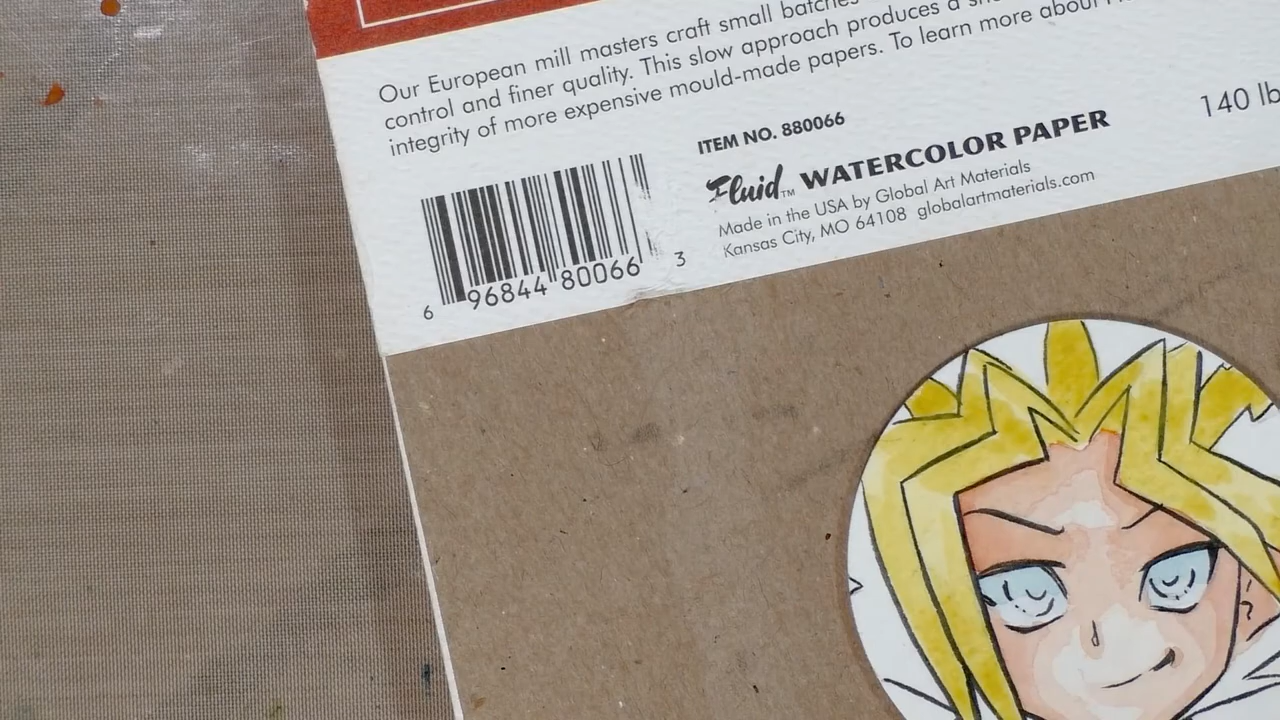 Our European mill masters craft small batches
control and finer quality. This slow approach produces a
integrity of more expensive mould-made papers. To learn more about
ITEM NO. 880066
140 lb
Fluid™ WATERCOLOR PAPER
Made in the USA by Global Art Materials
Kansas City, MO 64108 globalartmaterials.com
6 96844 80066 3